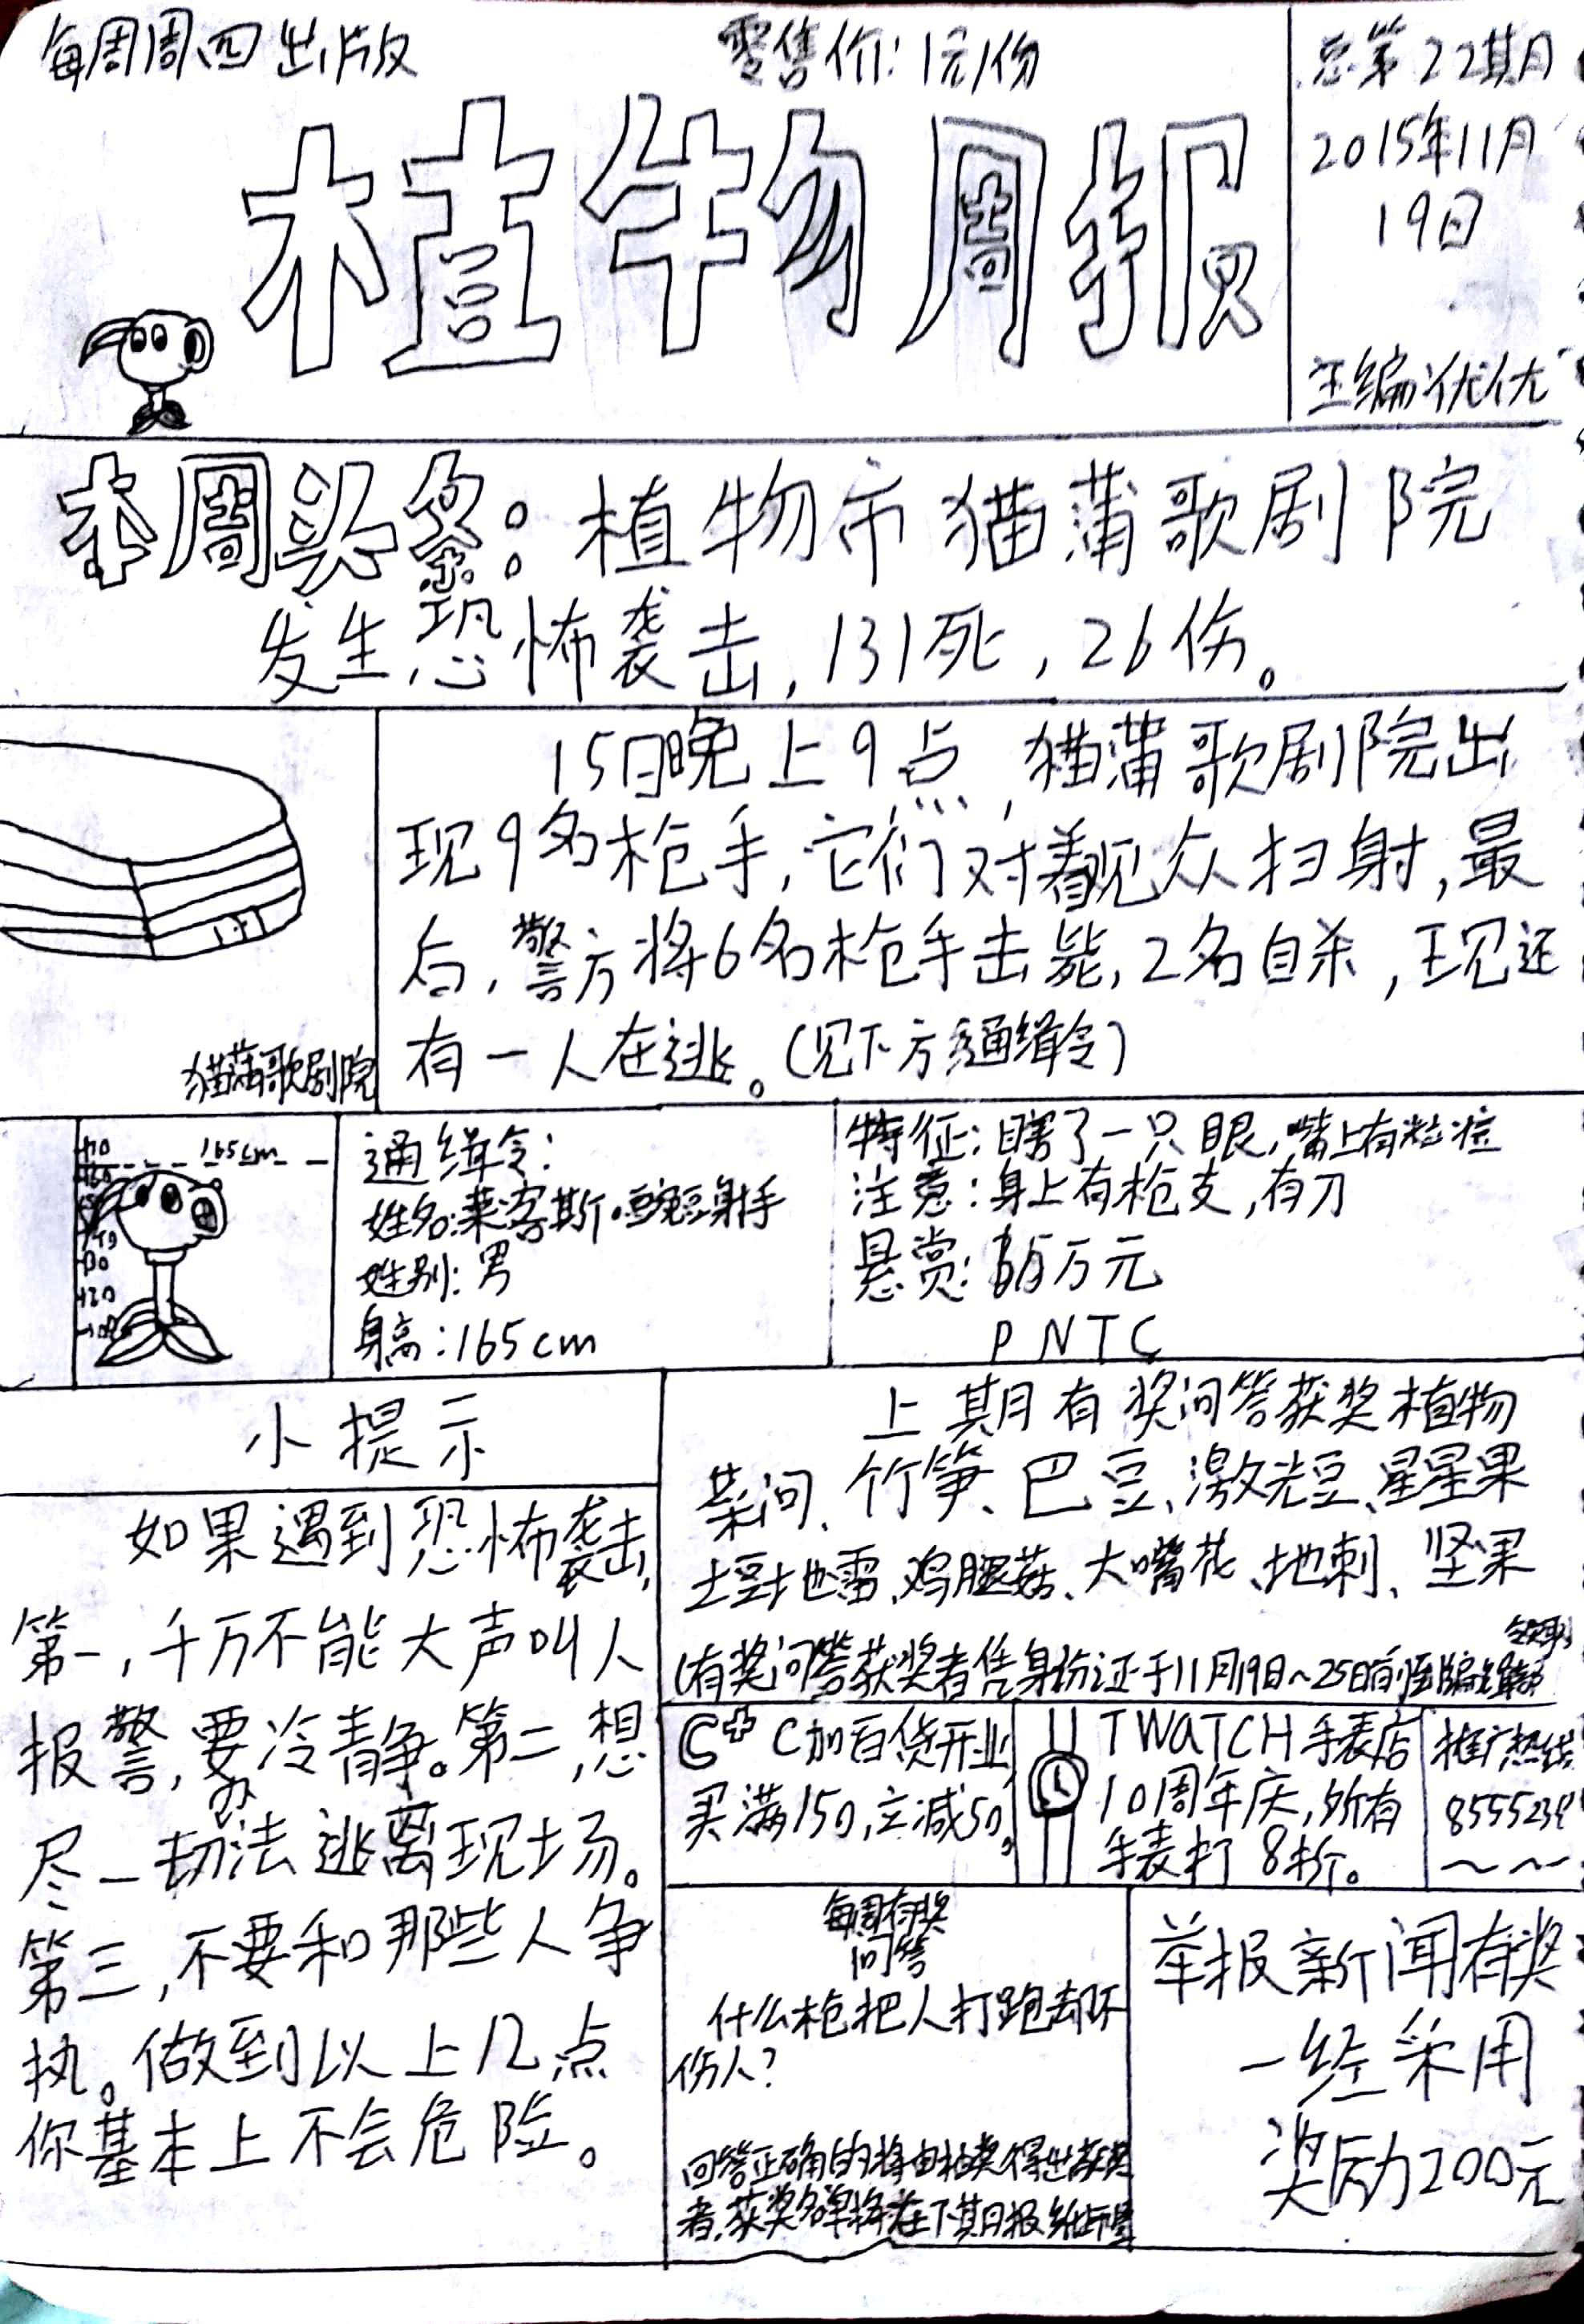 每周周四出版
零售价:1元/份
总第22期
2015年11月
19日
植物周报
主编:优优
本周头条:植物市猫蒲歌剧院
发生恐怖袭击,131死,26伤。
15日晚上9点,猫蒲歌剧院出
现9名枪手,它们对着观众扫射,最
后,警方将6名枪手击毙,2名自杀,现还
有一人在逃。(见下方通缉令)
猫蒲歌剧院
165cm
通缉令:
姓名:莱客斯·豌豆射手
姓别:男
身高:165cm
特征:瞎了一只眼,嘴上有粒痘
注意:身上有枪支,有刀
悬赏:万元
PNTC
小提示
如果遇到恐怖袭击,
第一,千万不能大声叫人
报警,要冷静。第二,想
尽一切办法逃离现场。
第三,不要和那些人争
执。做到以上几点
你基本上不会危险。
上期有奖问答获奖植物
菜问、竹笋、巴豆、激光豆、星星果
土豆地雷、鸡腿菇、大嘴花、地刺、坚果
(有奖问答获奖者凭身份证于11月19日~25日前
C+ C加百货开业,
买满150,立减50。
TWATCH手表店
10周年庆,所有
手表打8折。
推广热线
8555239
~~
每周有奖
问答
什么枪把人打跑却不
伤人?
回答正确的将由抽奖得出获奖
者,获奖名单将在下期报纸
举报新闻有奖
一经采用
奖励200元